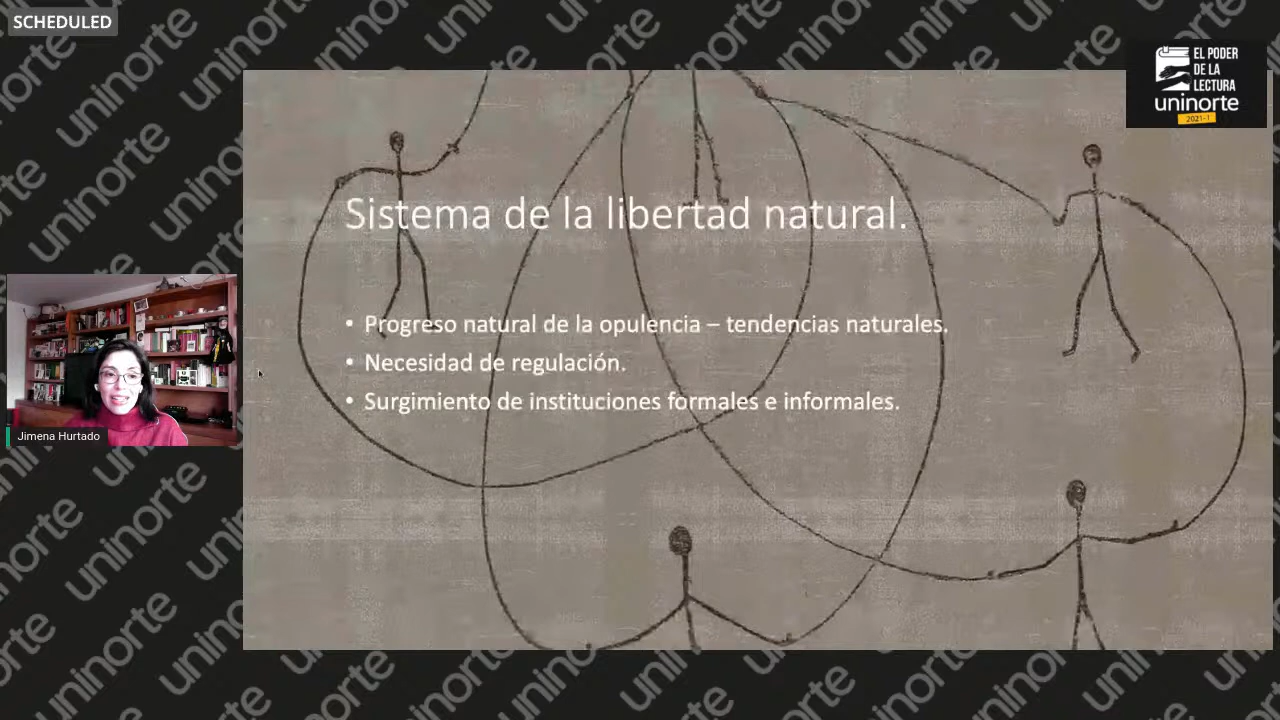 SCHEDULED
EL PODER
DE LA
LECTURA
uninorte
2021-1
Sistema de la libertad natural.
• Progreso natural de la opulencia – tendencias naturales.
• Necesidad de regulación.
• Surgimiento de instituciones formales e informales.
Jimena Hurtado
uninorte